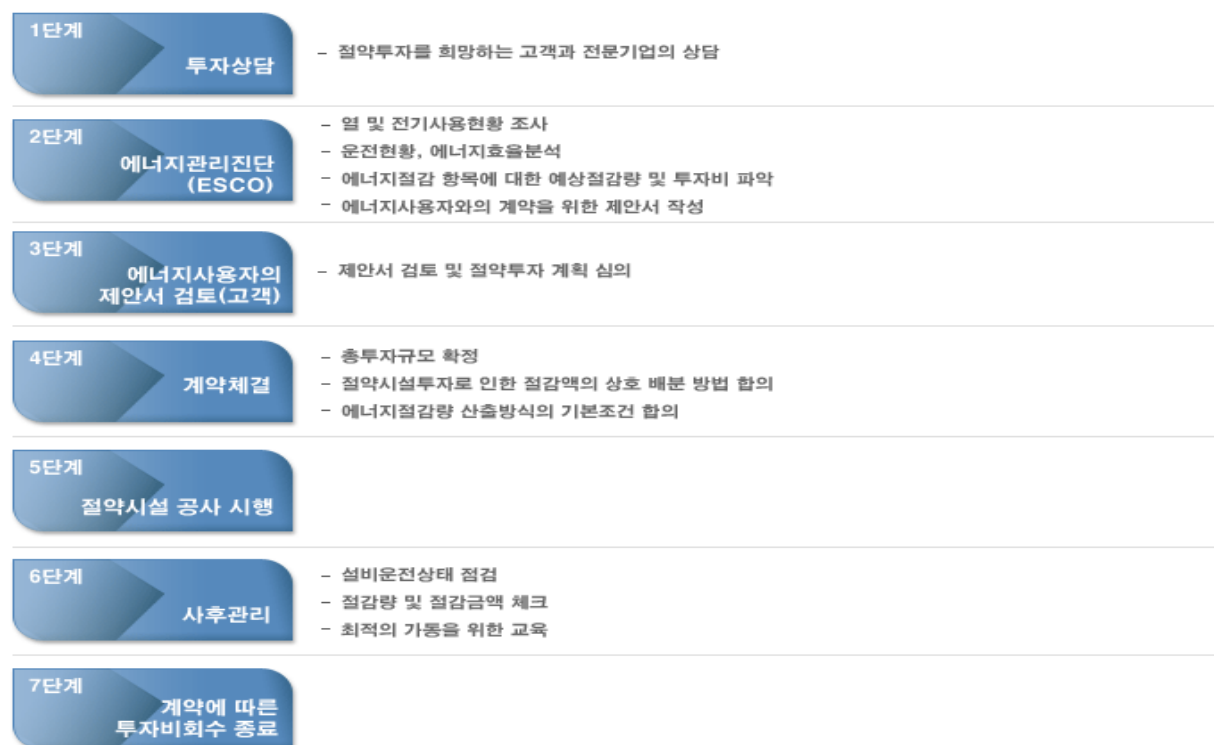 1단계
투자상담
- 절약투자를 희망하는 고객과 전문기업의 상담
2단계
에너지관리진단
(ESCO)
- 열 및 전기사용현황 조사
- 운전현황, 에너지효율분석
- 에너지절감 항목에 대한 예상절감량 및 투자비 파악
- 에너지사용자와의 계약을 위한 제안서 작성
3단계
에너지사용자의
제안서 검토(고객)
- 제안서 검토 및 절약투자 계획 심의
4단계
계약체결
- 총투자규모 확정
- 절약시설투자로 인한 절감액의 상호 배분 방법 합의
- 에너지절감량 산출방식의 기본조건 합의
5단계
절약시설 공사 시행
6단계
사후관리
- 설비운전상태 점검
- 절감량 및 절감금액 체크
- 최적의 가동을 위한 교육
7단계
계약에 따른
투자비회수 종료